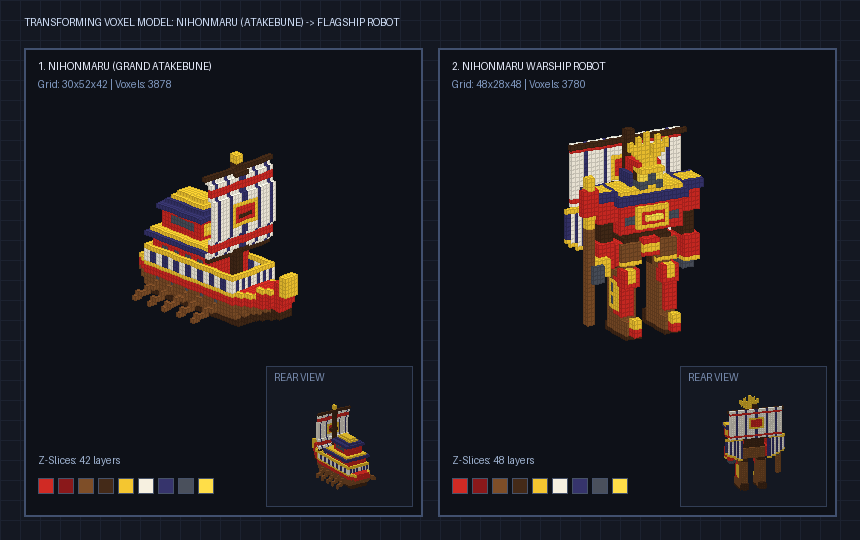 TRANSFORMING VOXEL MODEL: NIHONMARU (ATAKEBUNE) -> FLAGSHIP ROBOT
1. NIHONMARU (GRAND ATAKEBUNE)
Grid: 30x52x42 | Voxels: 3878
REAR VIEW
Z-Slices: 42 layers
2. NIHONMARU WARSHIP ROBOT
Grid: 48x28x48 | Voxels: 3780
REAR VIEW
Z-Slices: 48 layers